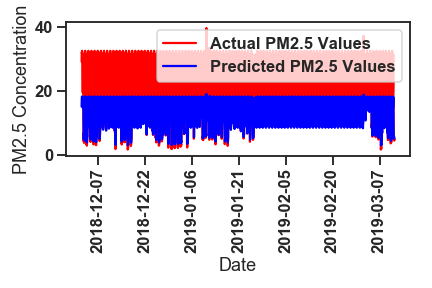 PM2.5 Concentration
40
20
0
Actual PM2.5 Values
Predicted PM2.5 Values
2018-12-07
2018-12-22
2019-01-06
2019-01-21
2019-02-05
2019-02-20
2019-03-07
Date